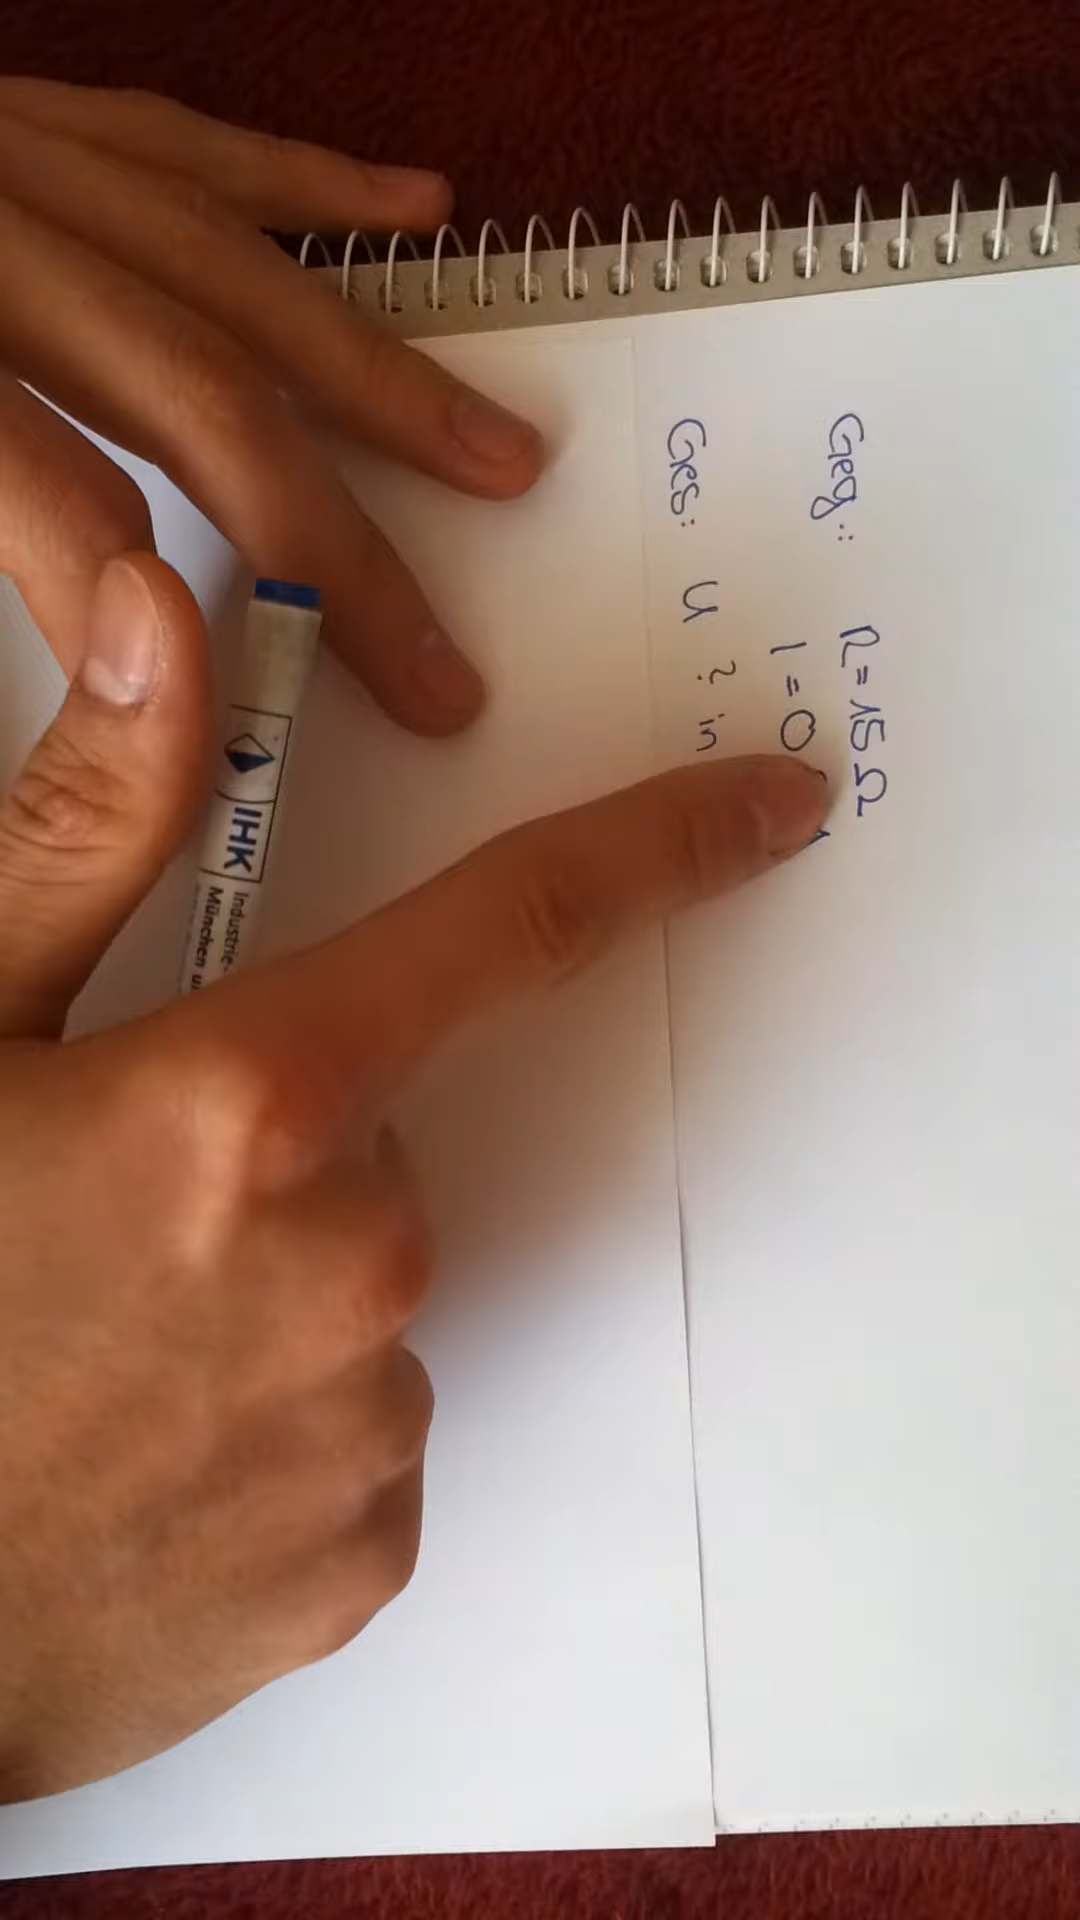 Geg.: R = 15 Ω
I = 0
Ges: U ? in
IHK
Industrie-
München u